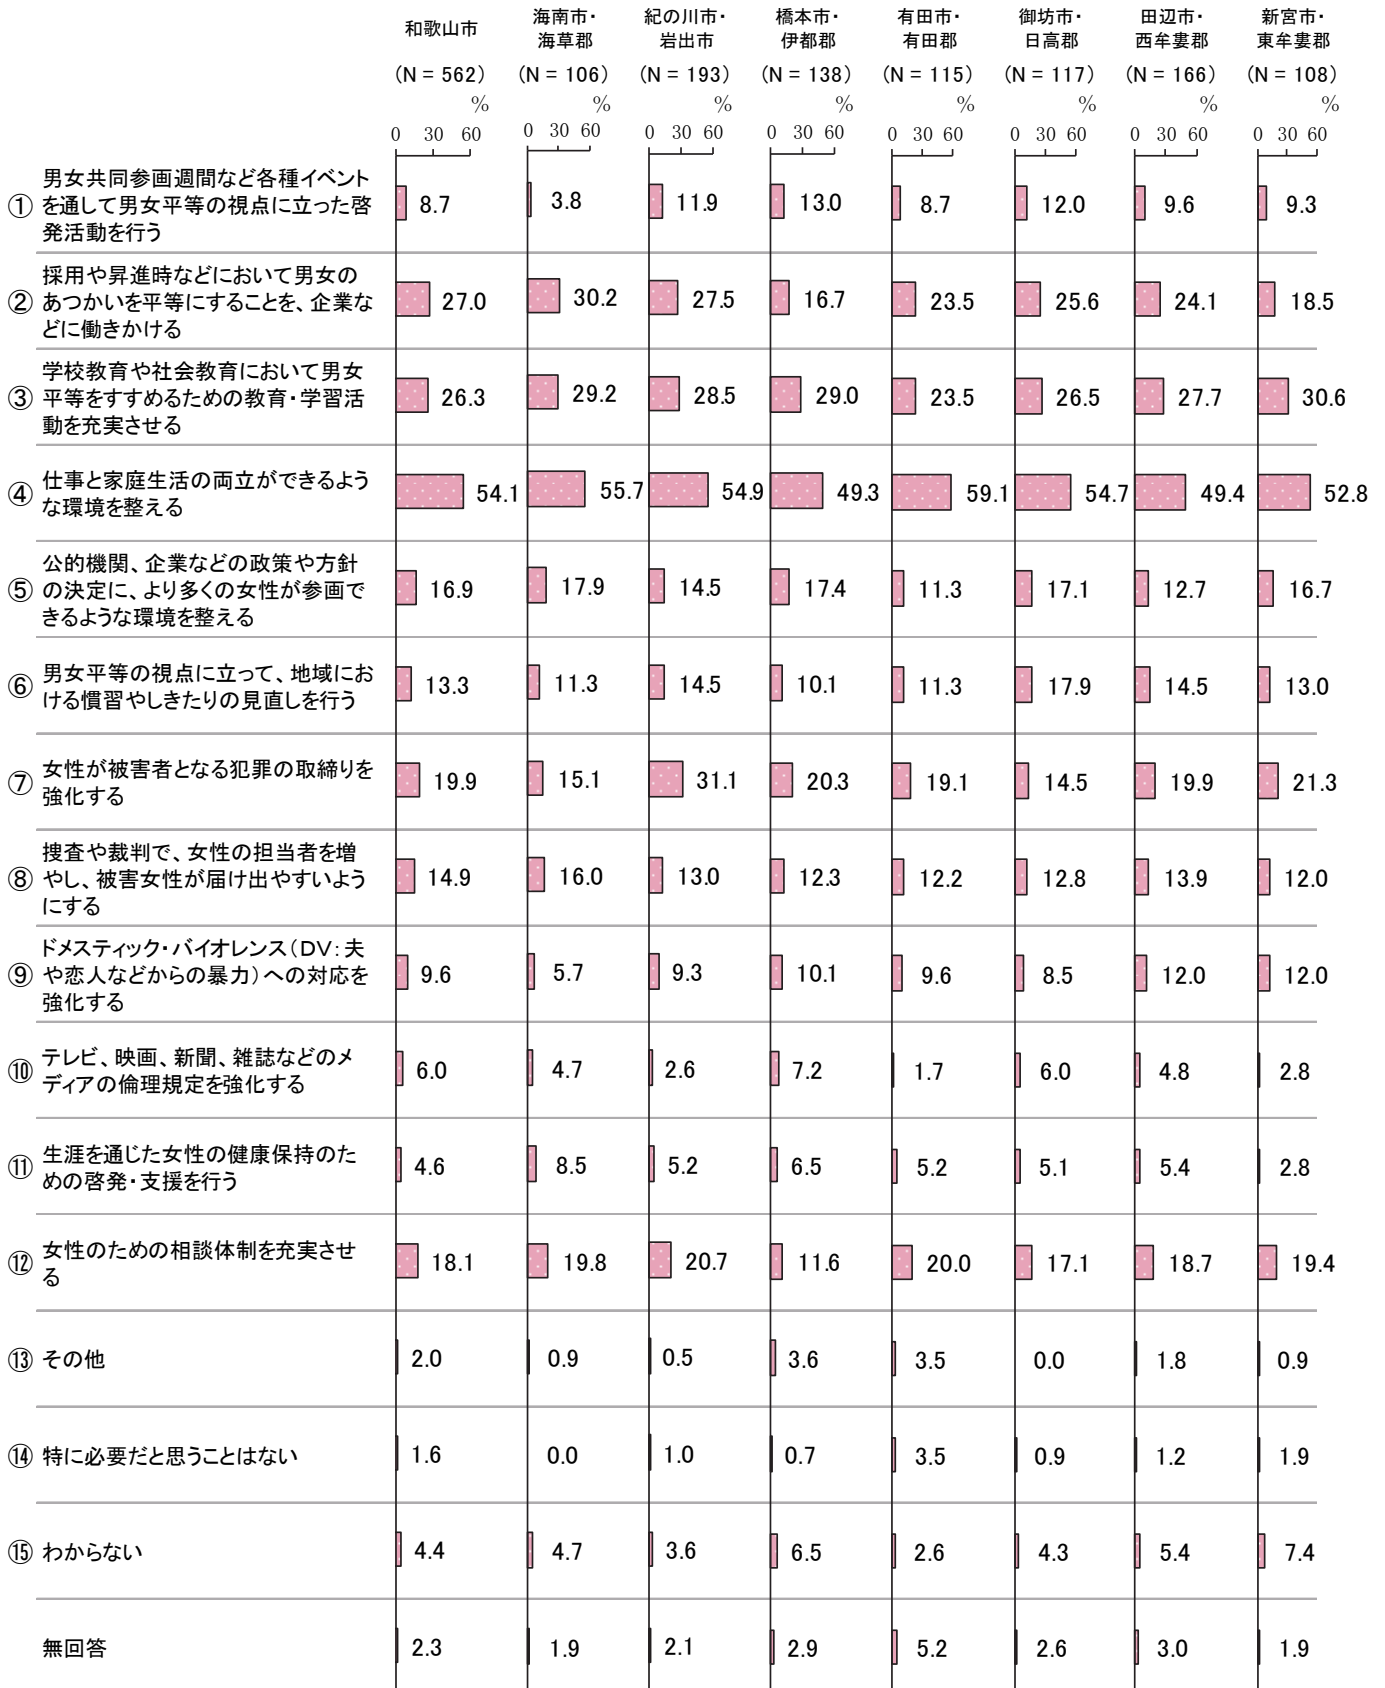 和歌山市 海南市・ 紀の川市・ 橋本市・ 有田市・ 御坊市・ 田辺市・ 新宮市・
海草郡 岩出市 伊都郡 有田郡 日高郡 西牟婁郡 東牟婁郡
（N = 562） （N = 106） （N = 193） （N = 138） （N = 115） （N = 117） （N = 166） （N = 108）
% % % % % % % %
0 30 60 0 30 60 0 30 60 0 30 60 0 30 60 0 30 60 0 30 60 0 30 60
男女共同参画週間など各種イベント
① を通して男女平等の視点に立った啓 8.7 3.8 11.9 13.0 8.7 12.0 9.6 9.3
発活動を行う
採用や昇進時などにおいて男女の
② あつかいを平等にすることを、企業な 27.0 30.2 27.5 16.7 23.5 25.6 24.1 18.5
どに働きかける
学校教育や社会教育において男女
③ 平等をすすめるための教育・学習活 26.3 29.2 28.5 29.0 23.5 26.5 27.7 30.6
動を充実させる
④ 仕事と家庭生活の両立ができるよう 54.1 55.7 54.9 49.3 59.1 54.7 49.4 52.8
な環境を整える
公的機関、企業などの政策や方針
⑤ の決定に、より多くの女性が参画で 16.9 17.9 14.5 17.4 11.3 17.1 12.7 16.7
きるような環境を整える
⑥ 男女平等の視点に立って、地域にお 13.3 11.3 14.5 10.1 11.3 17.9 14.5 13.0
ける慣習やしきたりの見直しを行う
⑦ 女性が被害者となる犯罪の取締りを 19.9 15.1 31.1 20.3 19.1 14.5 19.9 21.3
強化する
捜査や裁判で、女性の担当者を増
⑧ やし、被害女性が届け出やすいよう 14.9 16.0 13.0 12.3 12.2 12.8 13.9 12.0
にする
ドメスティック・バイオレンス（DV：夫
⑨ や恋人などからの暴力）への対応を 9.6 5.7 9.3 10.1 9.6 8.5 12.0 12.0
強化する
⑩ テレビ、映画、新聞、雑誌などのメ 6.0 4.7 2.6 7.2 1.7 6.0 4.8 2.8
ディアの倫理規定を強化する
⑪ 生涯を通じた女性の健康保持のた 4.6 8.5 5.2 6.5 5.2 5.1 5.4 2.8
めの啓発・支援を行う
⑫ 女性のための相談体制を充実させ 18.1 19.8 20.7 11.6 20.0 17.1 18.7 19.4
る
⑬ その他 2.0 0.9 0.5 3.6 3.5 0.0 1.8 0.9
⑭ 特に必要だと思うことはない 1.6 0.0 1.0 0.7 3.5 0.9 1.2 1.9
⑮ わからない 4.4 4.7 3.6 6.5 2.6 4.3 5.4 7.4
無回答 2.3 1.9 2.1 2.9 5.2 2.6 3.0 1.9